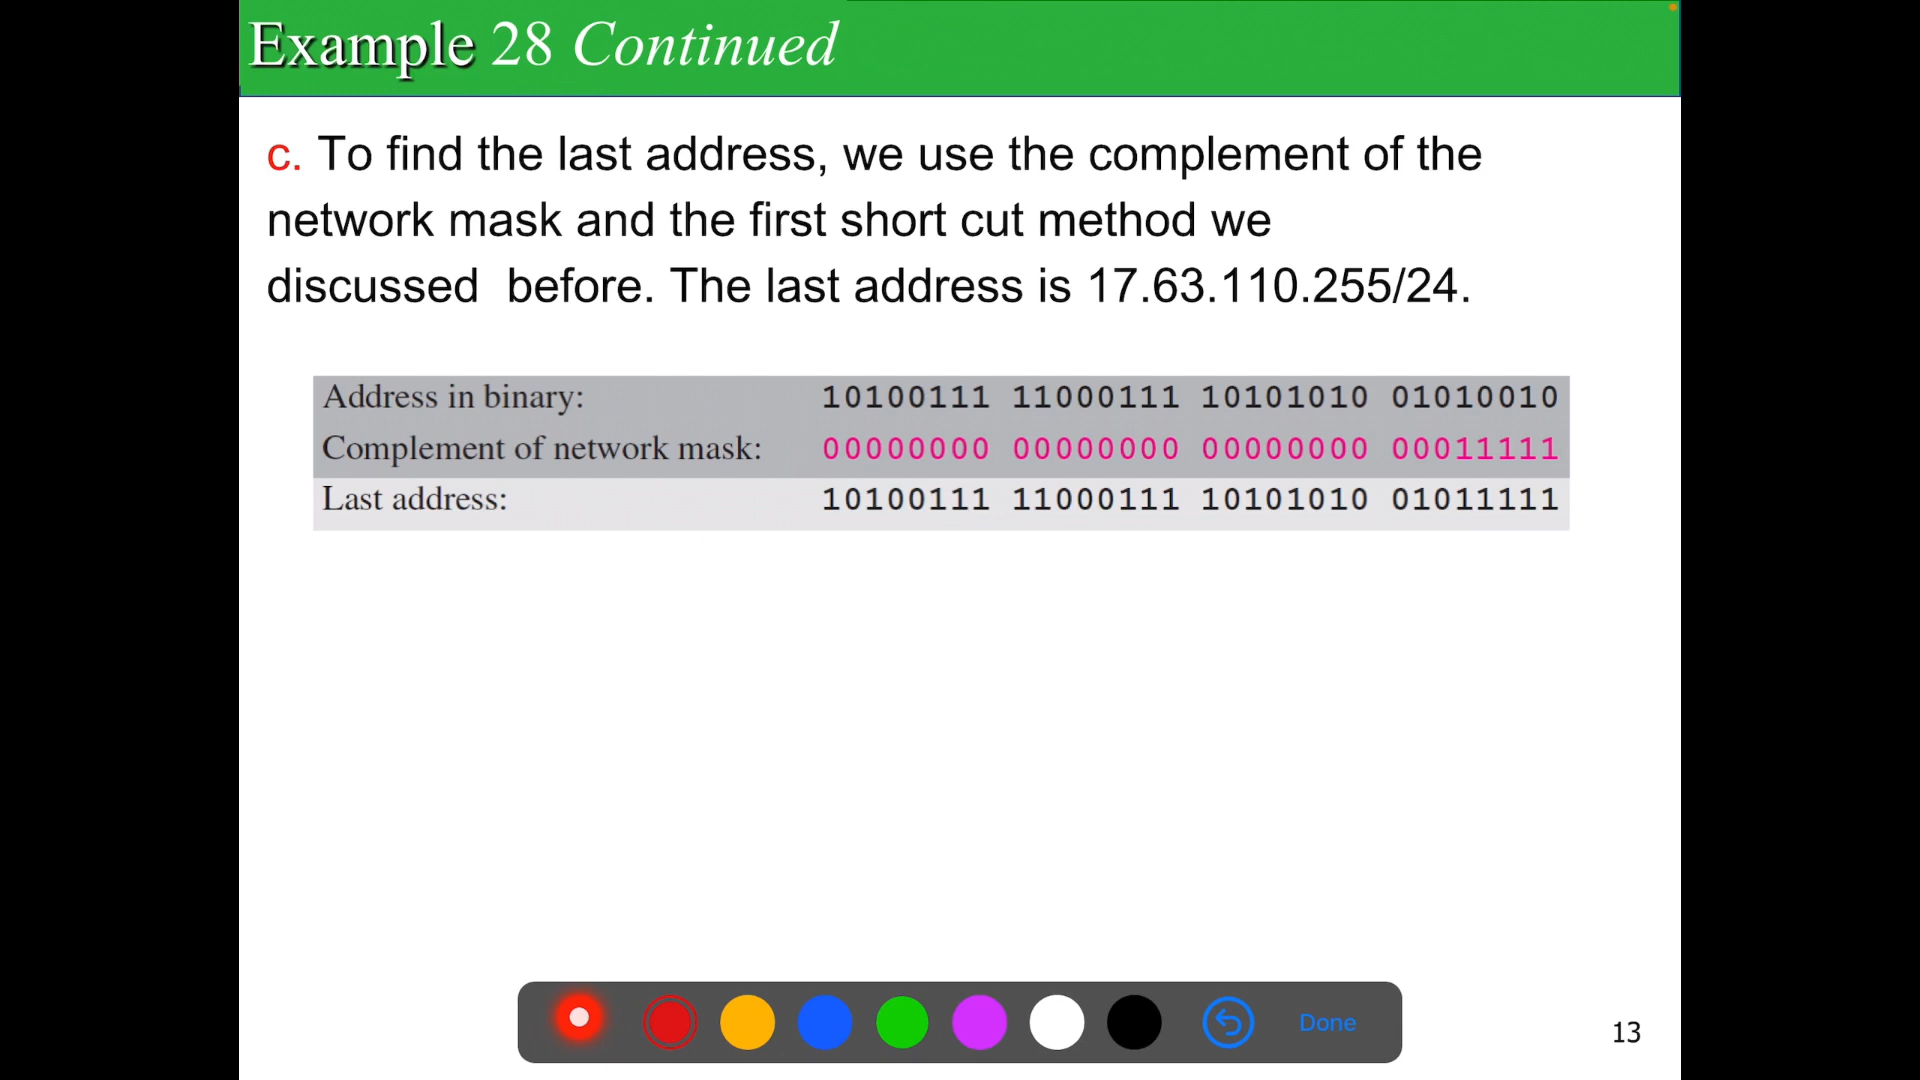 Example 28 Continued
c. To find the last address, we use the complement of the
network mask and the first short cut method we
discussed before. The last address is 17.63.110.255/24.
Address in binary: 10100111 11000111 10101010 01010010
Complement of network mask: 00000000 00000000 00000000 00011111
Last address: 10100111 11000111 10101010 01011111
Done
13